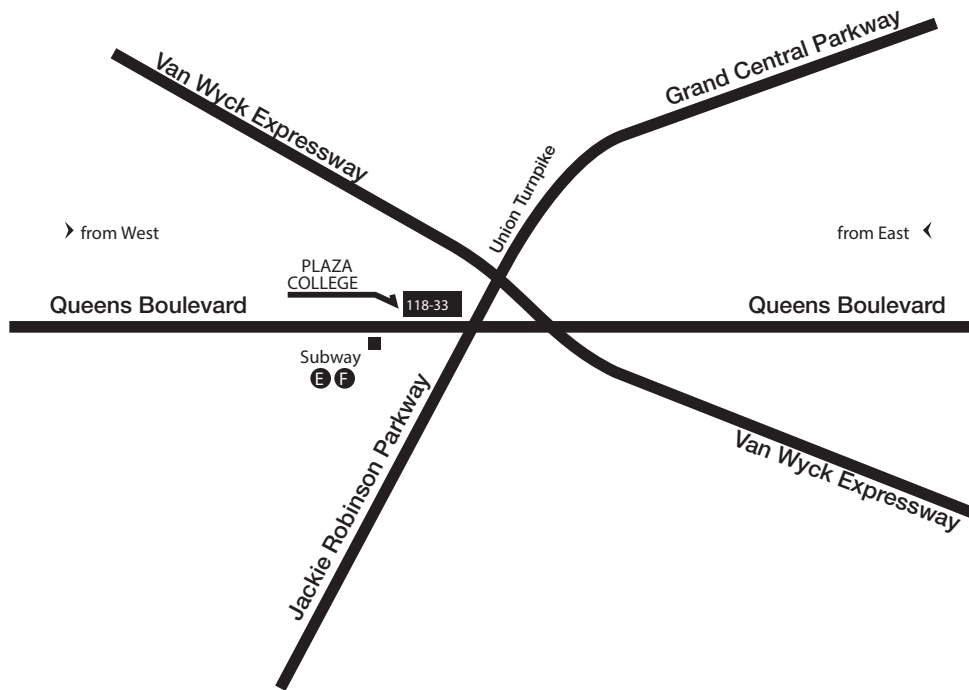 Van Wyck Expressway
Grand Central Parkway
Union Turnpike
from West
from East
PLAZA
COLLEGE
118-33
Queens Boulevard
Queens Boulevard
Subway
E F
Jackie Robinson Parkway
Van Wyck Expressway